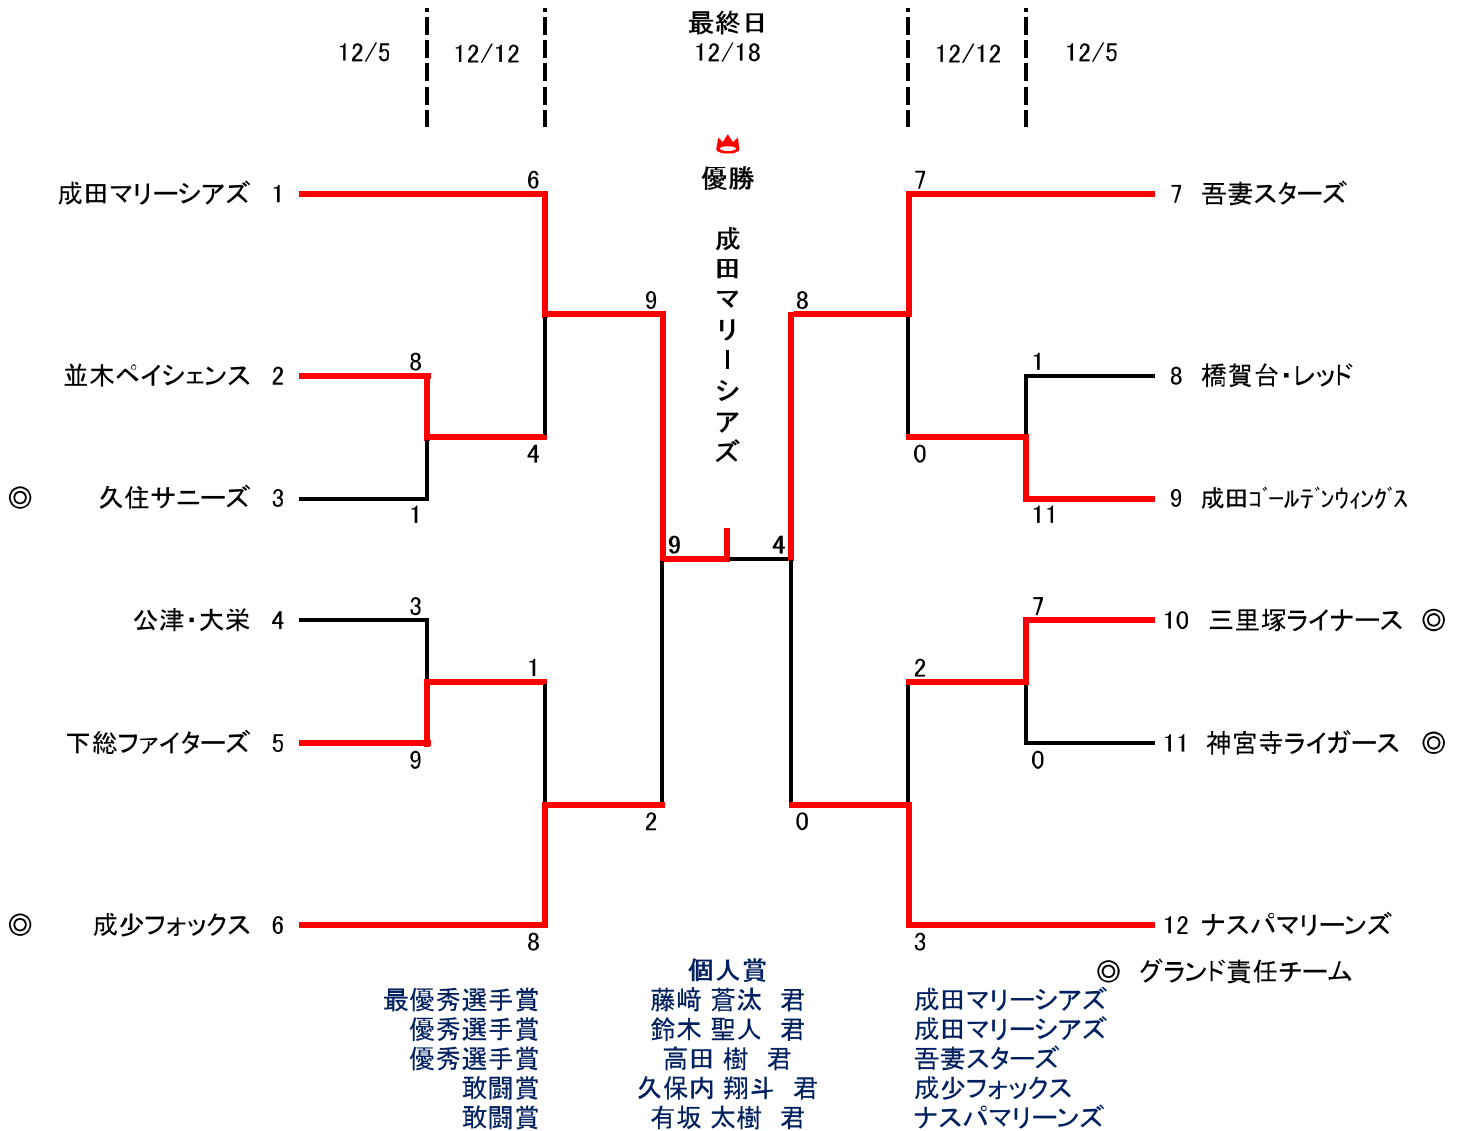 最終日
12/5 12/12 12/18 12/12 12/5
優勝
成田マリーシアズ
6 7
成田マリーシアズ 1 7 吾妻スターズ
9 8
8 1
並木ペイシェンス 2 8 橋賀台・レッド
4 0
◎ 久住サニーズ 3 9 成田ｺﾞｰﾙﾃﾞﾝｳｨﾝｸﾞｽ
1 11
9 4
3 7
公津・大栄 4 10 三里塚ライナース ◎
1 2
下総ファイターズ 5 11 神宮寺ライガース ◎
9 0
2 0
◎ 成少フォックス 6 12 ナスパマリーンズ
8 3
◎ グランド責任チーム
個人賞
最優秀選手賞 藤﨑 蒼汰 君 成田マリーシアズ
優秀選手賞 鈴木 聖人 君 成田マリーシアズ
優秀選手賞 高田 樹 君 吾妻スターズ
敢闘賞 久保内 翔斗 君 成少フォックス
敢闘賞 有坂 太樹 君 ナスパマリーンズ